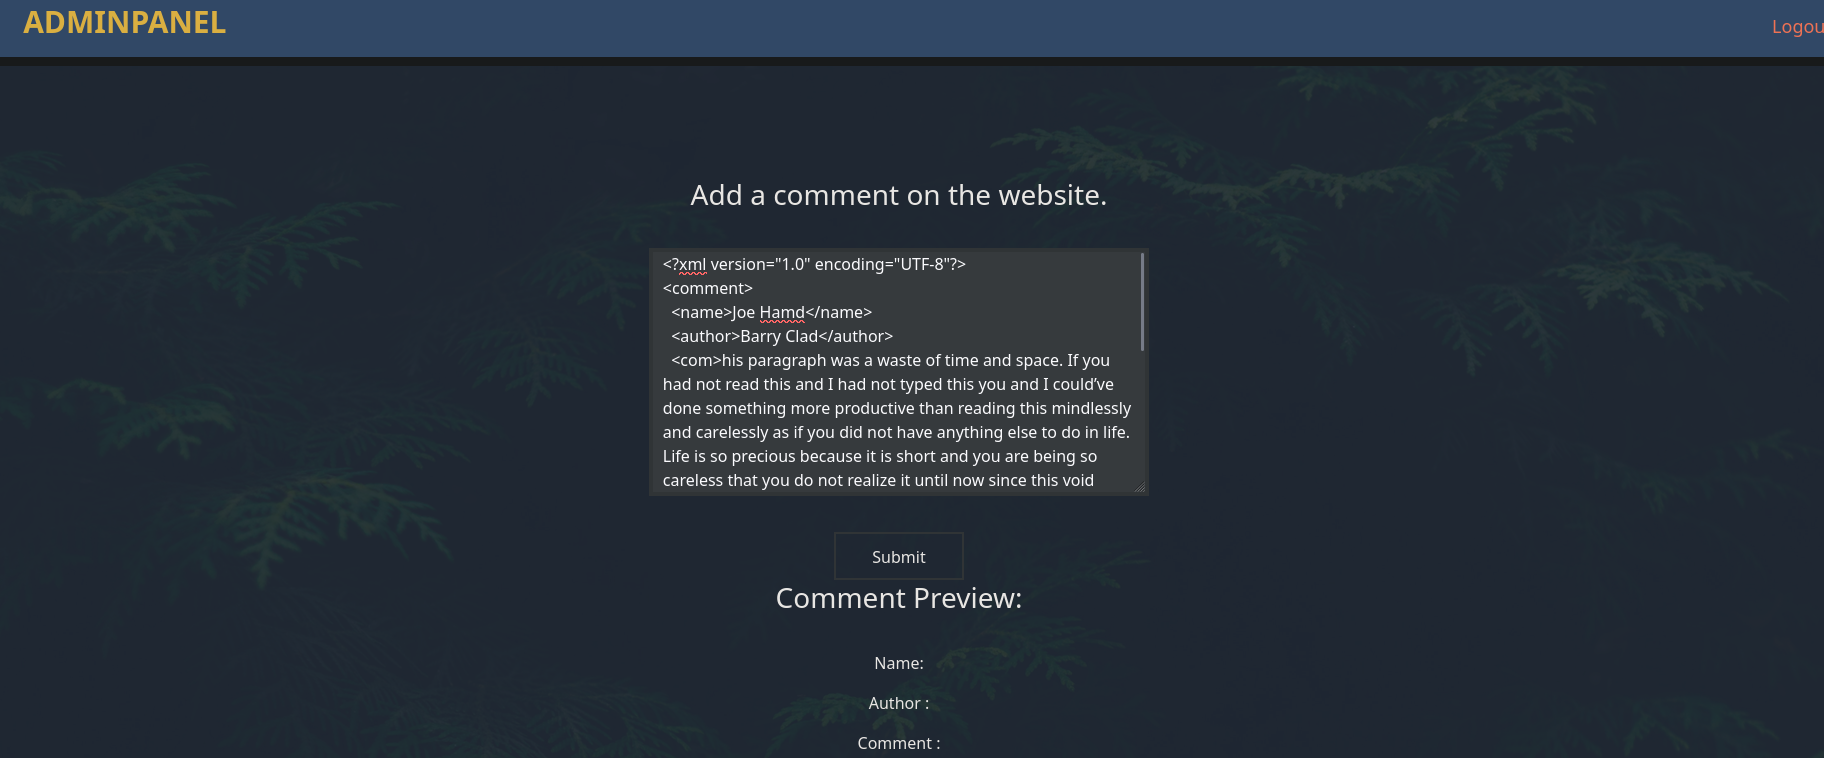 ADMINPANEL
Logou
Add a comment on the website.
<?xml version="1.0" encoding="UTF-8"?>
<comment>
<name>Joe Hamd</name>
<author>Barry Clad</author>
<com>his paragraph was a waste of time and space. If you
had not read this and I had not typed this you and I could’ve
done something more productive than reading this mindlessly
and carelessly as if you did not have anything else to do in life.
Life is so precious because it is short and you are being so
careless that you do not realize it until now since this void
Submit
Comment Preview:
Name:
Author :
Comment :